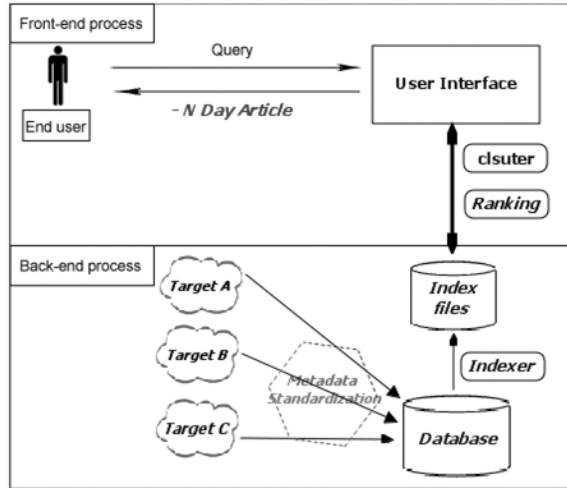 Front-end process
Query
User Interface
End user
- N Day Article
clsuter
Ranking
Back-end process
Target A
Index
files
Target B
Metadata
Standardization
Indexer
Target C
Database